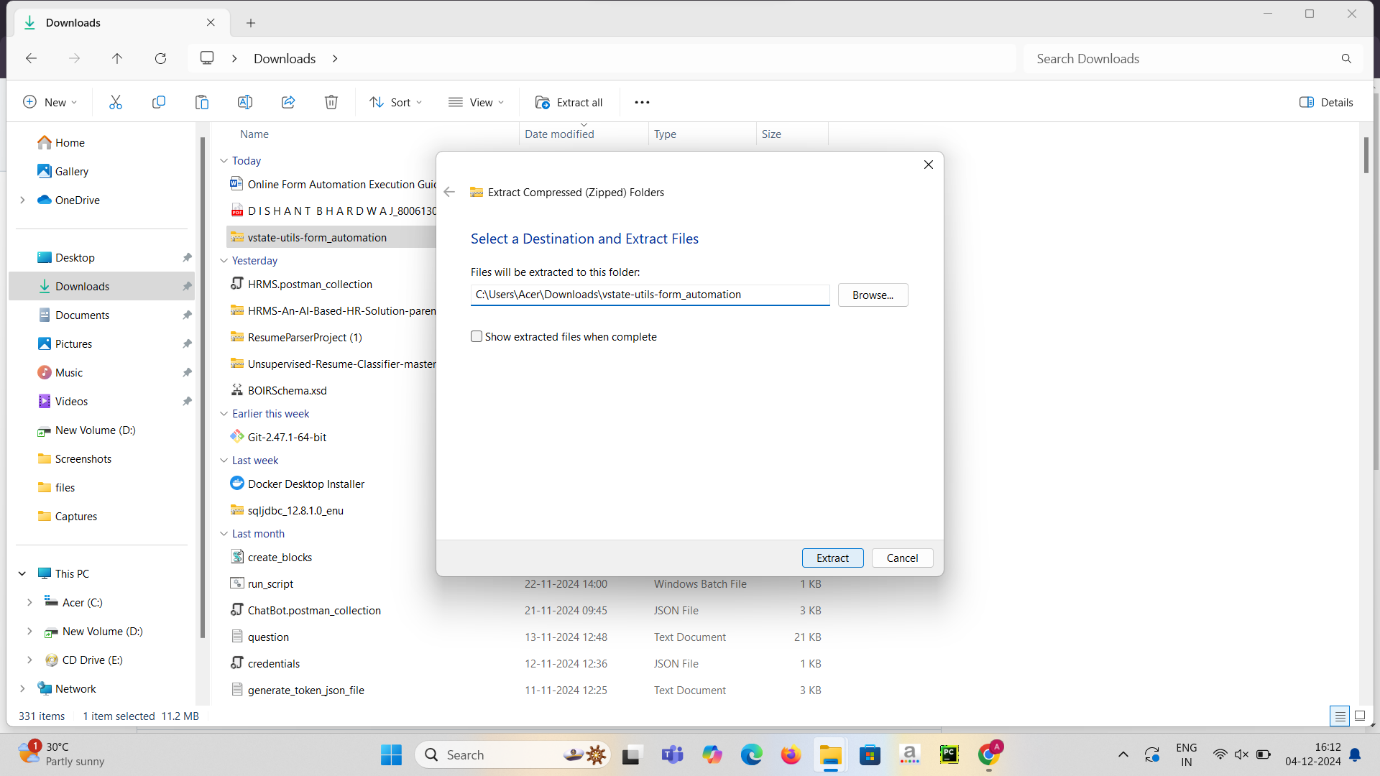 Downloads
Downloads
Search Downloads
New
Sort
View
Extract all
Details
Home
Gallery
OneDrive
Desktop
Downloads
Documents
Pictures
Music
Videos
New Volume (D:)
Screenshots
files
Captures
This PC
Acer (C:)
New Volume (D:)
CD Drive (E:)
Network
Name Date modified Type Size
Today
Online Form Automation Execution Guid
D I S H A N T B H A R D W A J_8006130
vstate-utils-form_automation
Yesterday
HRMS.postman_collection
HRMS-An-AI-Based-HR-Solution-paren
ResumeParserProject (1)
Unsupervised-Resume-Classifier-master
BOIRSchema.xsd
Earlier this week
Git-2.47.1-64-bit
Last week
Docker Desktop Installer
sqljdbc_12.8.1.0_enu
Last month
create_blocks
run_script 22-11-2024 14:00 Windows Batch File 1 KB
ChatBot.postman_collection 21-11-2024 09:45 JSON File 3 KB
question 13-11-2024 12:48 Text Document 21 KB
credentials 12-11-2024 12:36 JSON File 1 KB
generate_token_json_file 11-11-2024 12:25 Text Document 3 KB
Extract Compressed (Zipped) Folders
Select a Destination and Extract Files
Files will be extracted to this folder:
C:\Users\Acer\Downloads\vstate-utils-form_automation
Browse...
Show extracted files when complete
Extract
Cancel
331 items 1 item selected 11.2 MB
1
30°C
Partly sunny
Search
ENG
IN
16:12
04-12-2024